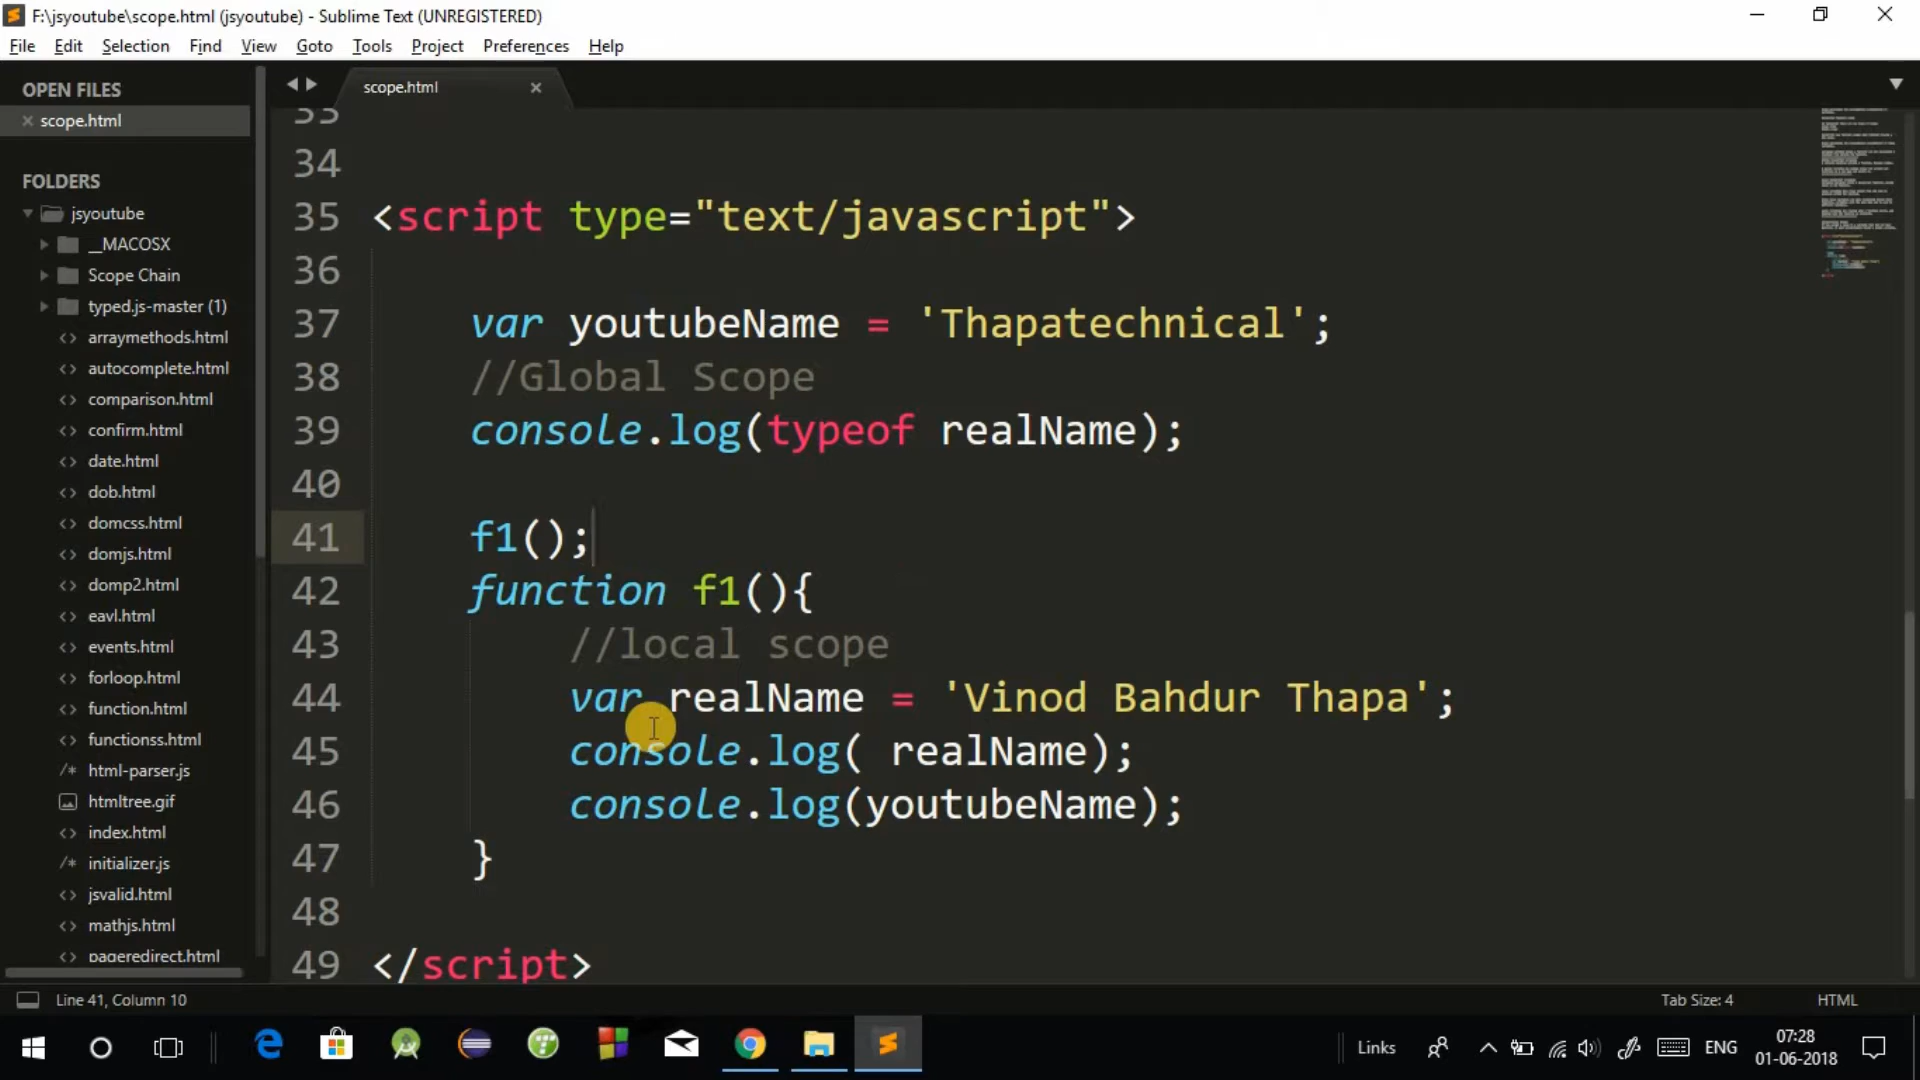 F:\jsyoutube\scope.html (jsyoutube) - Sublime Text (UNREGISTERED)
File Edit Selection Find View Goto Tools Project Preferences Help
OPEN FILES
scope.html
FOLDERS
jsyoutube
__MACOSX
Scope Chain
typed.js-master (1)
arraymethods.html
autocomplete.html
comparison.html
confirm.html
date.html
dob.html
domcss.html
domjs.html
domp2.html
eavl.html
events.html
forloop.html
function.html
functionss.html
html-parser.js
htmltree.gif
index.html
initializer.js
jsvalid.html
mathjs.html
pageredirect.html
scope.html
33
34
35 <script type="text/javascript">
36
37 var youtubeName = 'Thapatechnical';
38 //Global Scope
39 console.log(typeof realName);
40
41 f1();
42 function f1(){
43 //local scope
44 var realName = 'Vinod Bahdur Thapa';
45 console.log( realName);
46 console.log(youtubeName);
47 }
48
49 </script>
Line 41, Column 10
Tab Size: 4
HTML
Links
ENG
07:28
01-06-2018